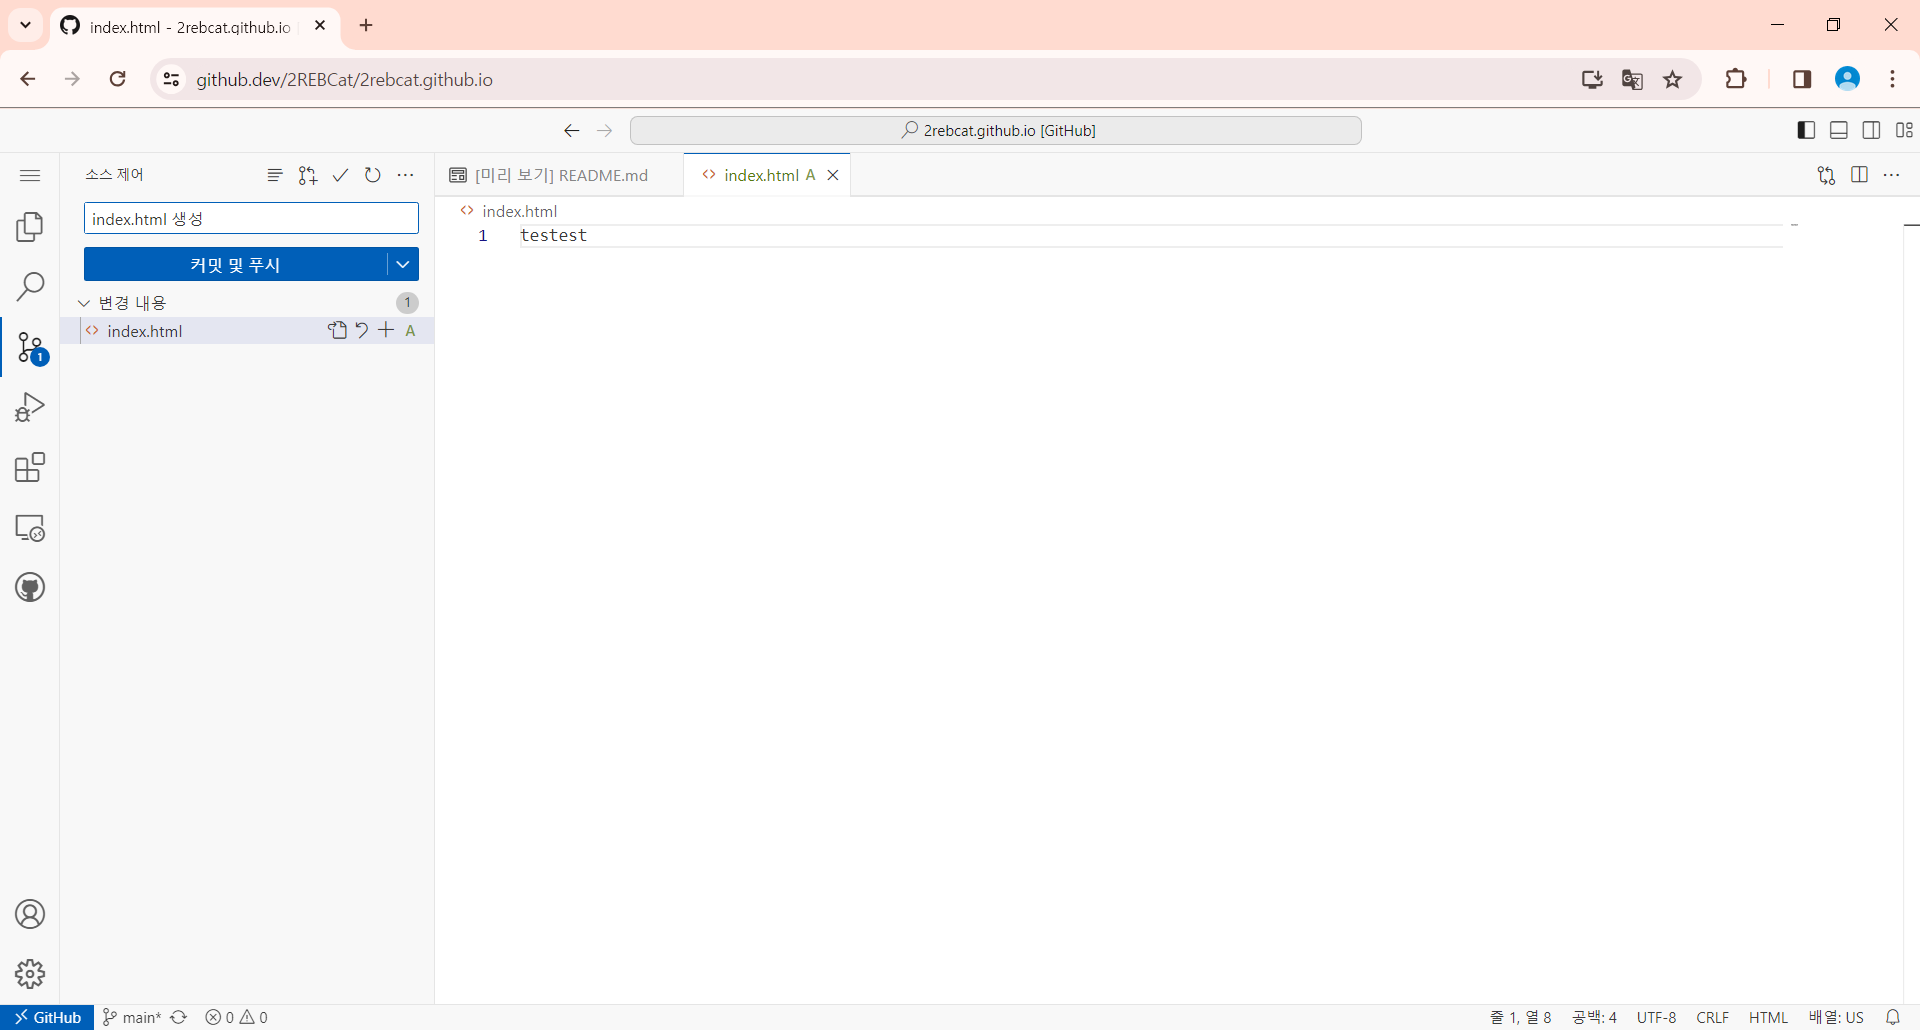 index.html - 2rebcat.github.io
github.dev/2REBCat/2rebcat.github.io
2rebcat.github.io [GitHub]
소스 제어
[미리 보기] README.md
index.html A
index.html 생성
index.html
1 testest
커밋 및 푸시
변경 내용 1
index.html A
1
GitHub main* 0 0 줄 1, 열 8 공백: 4 UTF-8 CRLF HTML 배열: US